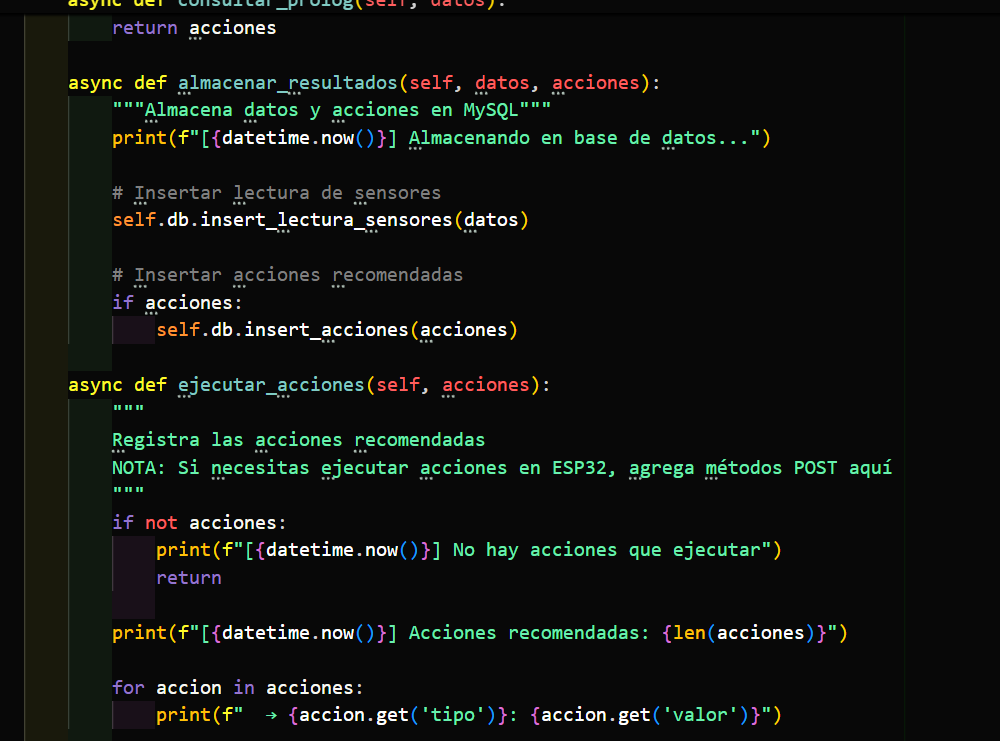 async def consultar_prolog(self, datos):
return acciones
async def almacenar_resultados(self, datos, acciones):
"""Almacena datos y acciones en MySQL"""
print(f"[{datetime.now()}] Almacenando en base de datos...")
# Insertar lectura de sensores
self.db.insert_lectura_sensores(datos)
# Insertar acciones recomendadas
if acciones:
self.db.insert_acciones(acciones)
async def ejecutar_acciones(self, acciones):
"""
Registra las acciones recomendadas
NOTA: Si necesitas ejecutar acciones en ESP32, agrega métodos POST aquí
"""
if not acciones:
print(f"[{datetime.now()}] No hay acciones que ejecutar")
return
print(f"[{datetime.now()}] Acciones recomendadas: {len(acciones)}")
for accion in acciones:
print(f"  → {accion.get('tipo')}: {accion.get('valor')}")